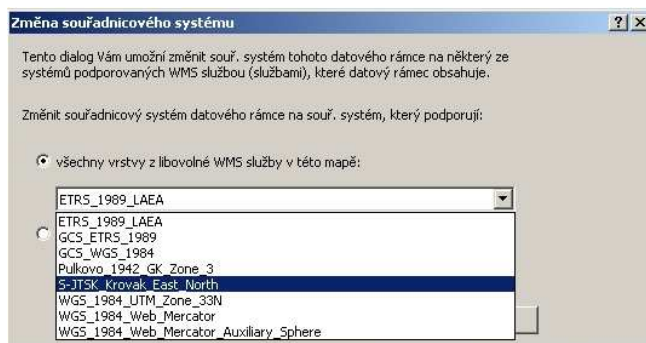 Změna souřadnicového systému
Tento dialog Vám umožní změnit souř. systém tohoto datového rámce na některý ze
systémů podporovaných WMS službou (službami), které datový rámec obsahuje.
Změnit souřadnicový systém datového rámce na souř. systém, který podporují:
všechny vrstvy z libovolné WMS služby v této mapě:
ETRS_1989_LAEA
ETRS_1989_LAEA
GCS_ETRS_1989
GCS_WGS_1984
Pulkovo_1942_GK_Zone_3
S-JTSK_Krovak_East_North
WGS_1984_UTM_Zone_33N
WGS_1984_Web_Mercator
WGS_1984_Web_Mercator_Auxiliary_Sphere